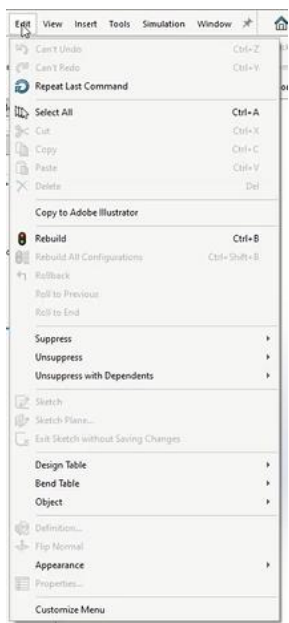 Edit View Insert Tools Simulation Window
Can't Undo Ctrl+Z
Can't Redo Ctrl+Y
Repeat Last Command
Select All Ctrl+A
Cut Ctrl+X
Copy Ctrl+C
Paste Ctrl+V
Delete Del
Copy to Adobe Illustrator
Rebuild Ctrl+B
Rebuild All Configurations Ctrl+Shift+B
Rollback
Roll to Previous
Roll to End
Suppress
Unsuppress
Unsuppress with Dependents
Sketch
Sketch Plane...
Exit Sketch without Saving Changes
Design Table
Bend Table
Object
Definition...
Flip Normal
Appearance
Properties...
Customize Menu